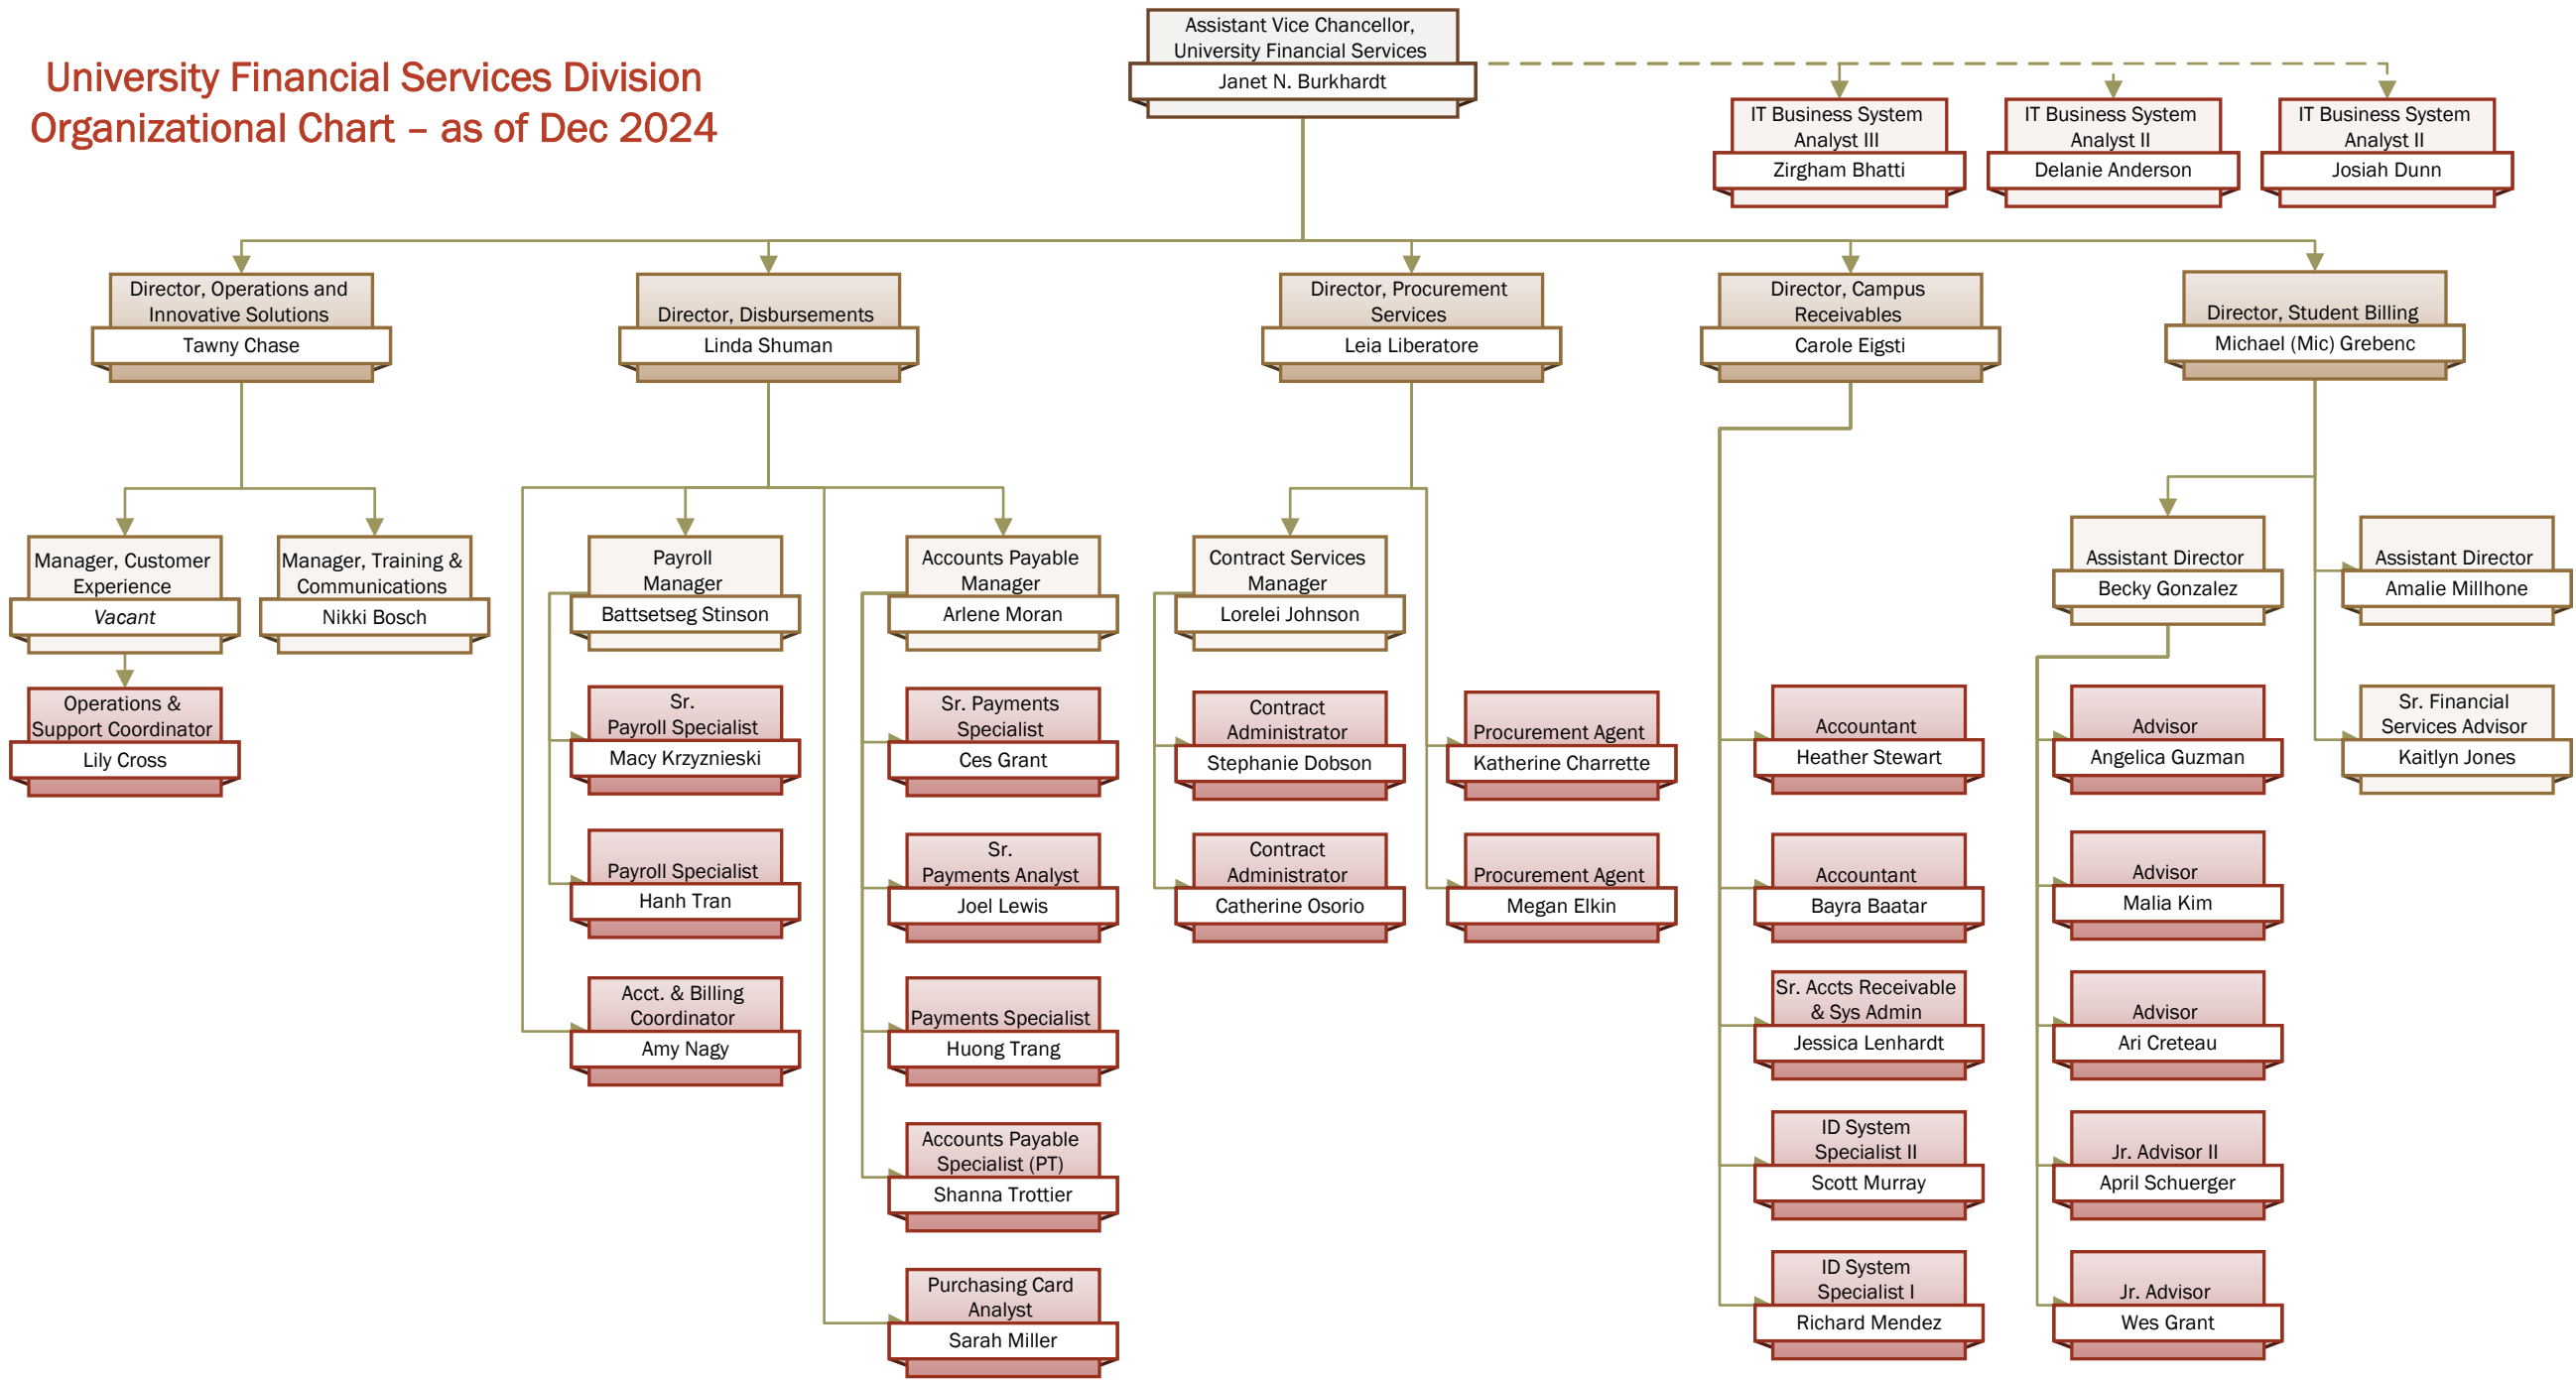 University Financial Services Division
Organizational Chart – as of Dec 2024
Assistant Vice Chancellor,
University Financial Services
Janet N. Burkhardt
IT Business System
Analyst III
Zirgham Bhatti
IT Business System
Analyst II
Delanie Anderson
IT Business System
Analyst II
Josiah Dunn
Director, Operations and
Innovative Solutions
Tawny Chase
Director, Disbursements
Linda Shuman
Director, Procurement
Services
Leia Liberatore
Director, Campus
Receivables
Carole Eigsti
Director, Student Billing
Michael (Mic) Grebenc
Manager, Customer
Experience
Vacant
Manager, Training &
Communications
Nikki Bosch
Operations &
Support Coordinator
Lily Cross
Payroll
Manager
Battsetseg Stinson
Sr.
Payroll Specialist
Macy Krzyznieski
Payroll Specialist
Hanh Tran
Acct. & Billing
Coordinator
Amy Nagy
Accounts Payable
Manager
Arlene Moran
Sr. Payments
Specialist
Ces Grant
Sr.
Payments Analyst
Joel Lewis
Payments Specialist
Huong Trang
Accounts Payable
Specialist (PT)
Shanna Trottier
Purchasing Card
Analyst
Sarah Miller
Contract Services
Manager
Lorelei Johnson
Contract
Administrator
Stephanie Dobson
Contract
Administrator
Catherine Osorio
Procurement Agent
Katherine Charrette
Procurement Agent
Megan Elkin
Accountant
Heather Stewart
Accountant
Bayra Baatar
Sr. Accts Receivable
& Sys Admin
Jessica Lenhardt
ID System
Specialist II
Scott Murray
ID System
Specialist I
Richard Mendez
Assistant Director
Becky Gonzalez
Advisor
Angelica Guzman
Advisor
Malia Kim
Advisor
Ari Creteau
Jr. Advisor II
April Schuerger
Jr. Advisor
Wes Grant
Assistant Director
Amalie Millhone
Sr. Financial
Services Advisor
Kaitlyn Jones